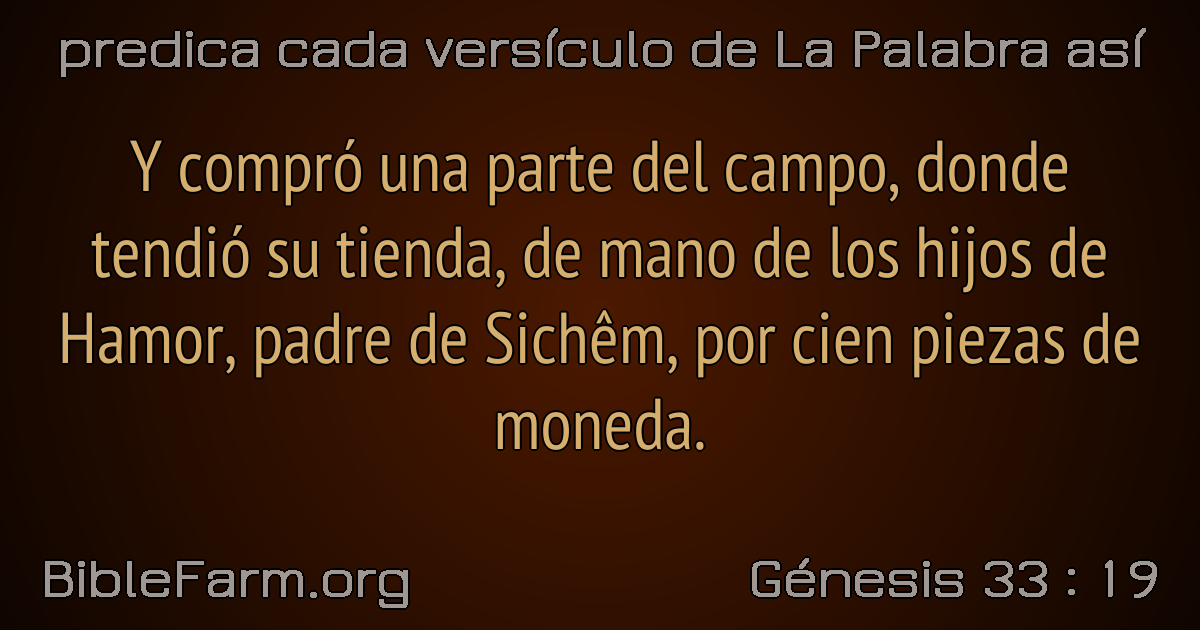 predica cada versículo de La Palabra así
Y compró una parte del campo, donde
tendió su tienda, de mano de los hijos de
Hamor, padre de Sichêm, por cien piezas de
moneda.
BibleFarm.org
Génesis 33 : 19